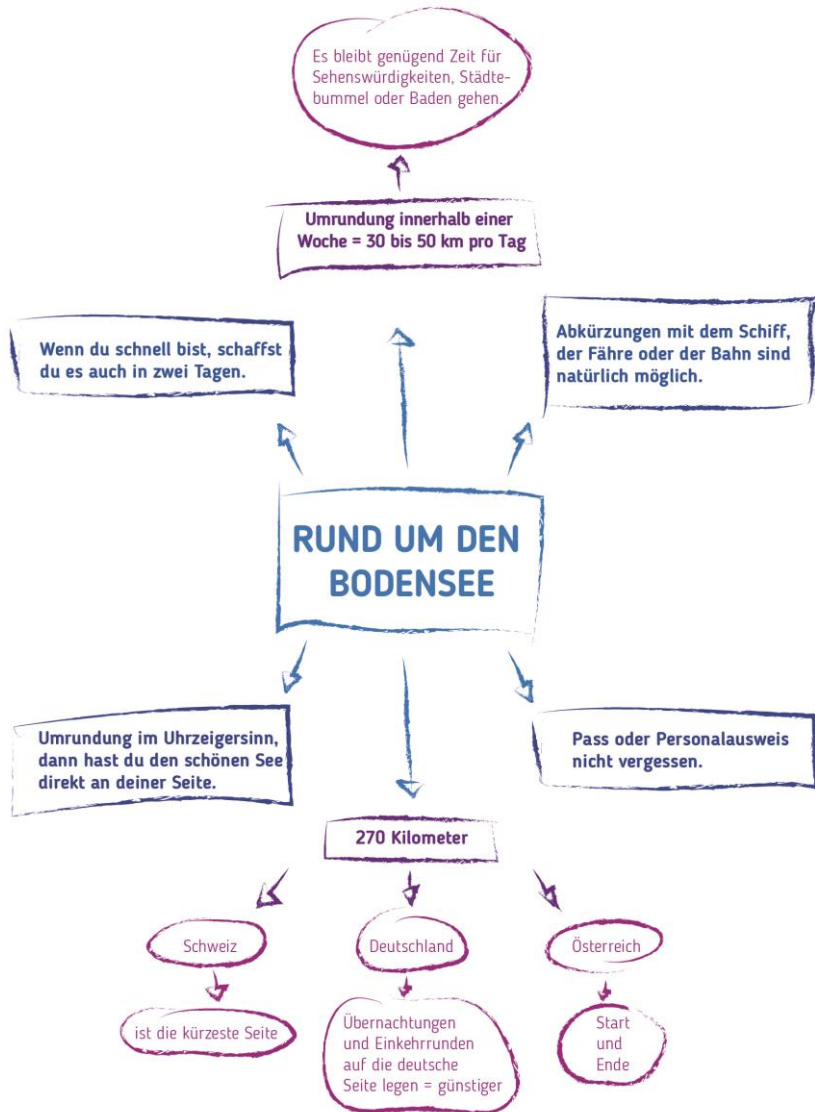 Es bleibt genügend Zeit für
Sehenswürdigkeiten, Städte-
bummel oder Baden gehen.
Umrundung innerhalb einer
Woche = 30 bis 50 km pro Tag
Wenn du schnell bist, schaffst
du es auch in zwei Tagen.
Abkürzungen mit dem Schiff,
der Fähre oder der Bahn sind
natürlich möglich.
RUND UM DEN
BODENSEE
Umrundung im Uhrzeigersinn,
dann hast du den schönen See
direkt an deiner Seite.
Pass oder Personalausweis
nicht vergessen.
270 Kilometer
Schweiz
Deutschland
Österreich
ist die kürzeste Seite
Übernachtungen
und Einkehrrunden
auf die deutsche
Seite legen = günstiger
Start
und
Ende